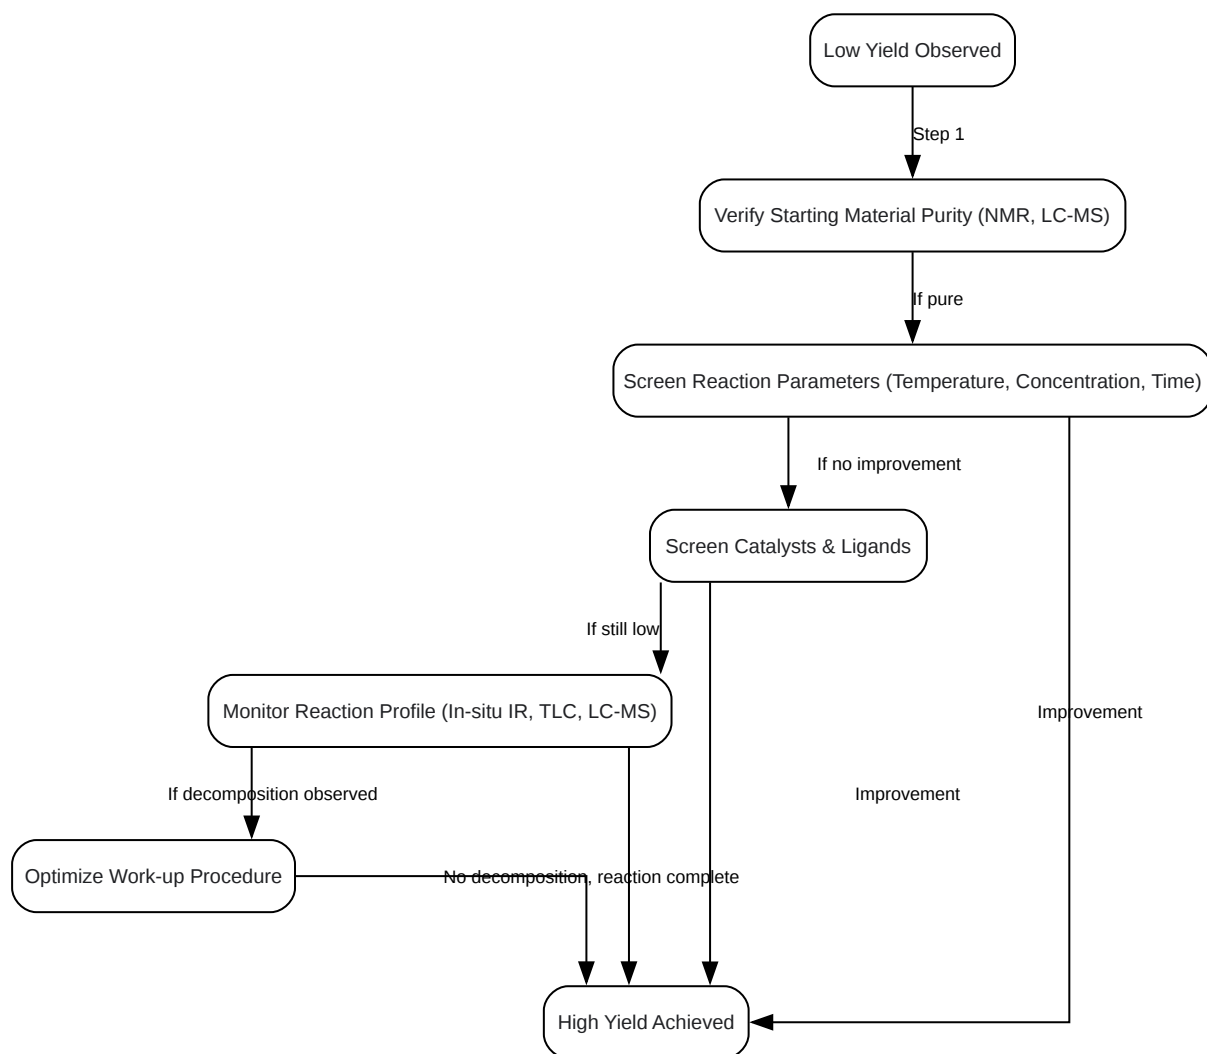 Low Yield Observed
Step 1
Verify Starting Material Purity (NMR, LC-MS)
If pure
Screen Reaction Parameters (Temperature, Concentration, Time)
If no improvement
Screen Catalysts & Ligands
If still low
Monitor Reaction Profile (In-situ IR, TLC, LC-MS)
Improvement
If decomposition observed
Improvement
Optimize Work-up Procedure
No decomposition, reaction complete
High Yield Achieved